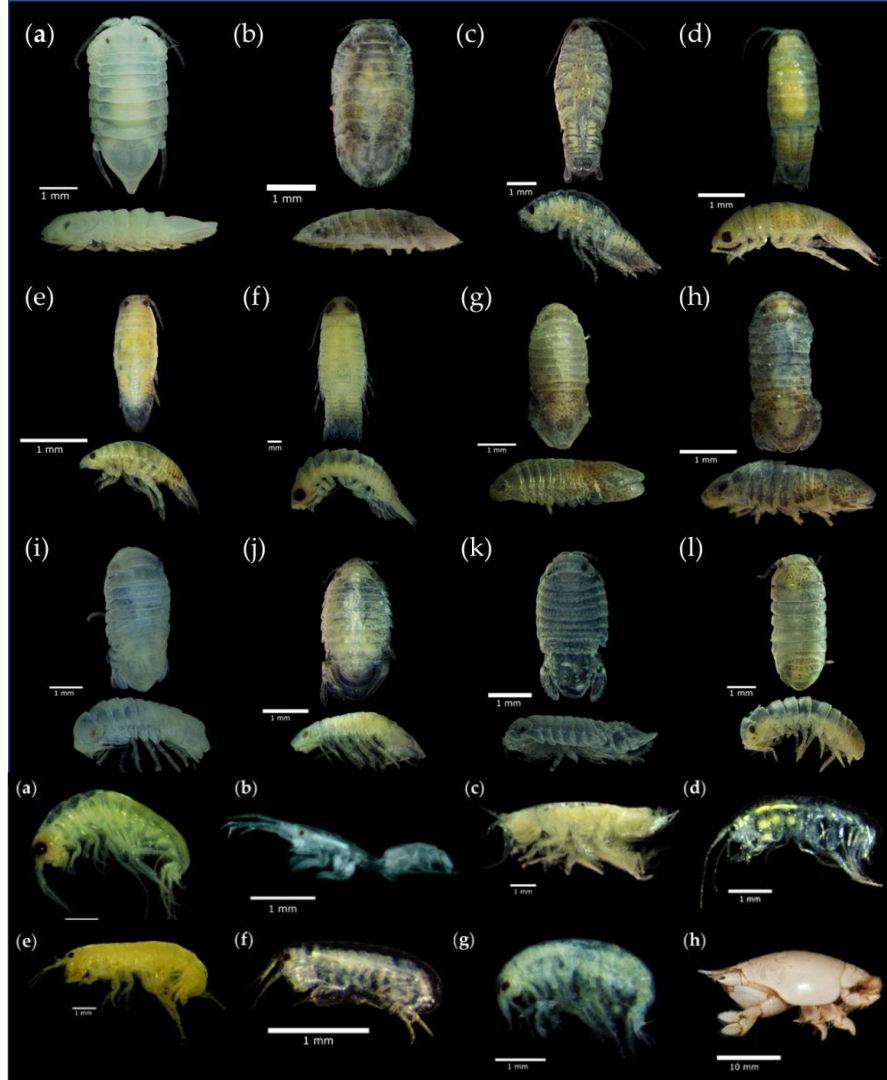 (a) (b) (c) (d)
1 mm 1 mm 1 mm 1 mm
(e) (f) (g) (h)
1 mm mm 1 mm 1 mm
(i) (j) (k) (l)
1 mm 1 mm 1 mm 1 mm
(a) (b) (c) (d)
1 mm 1 mm 1 mm
(e) (f) (g) (h)
1 mm 1 mm 1 mm 10 mm